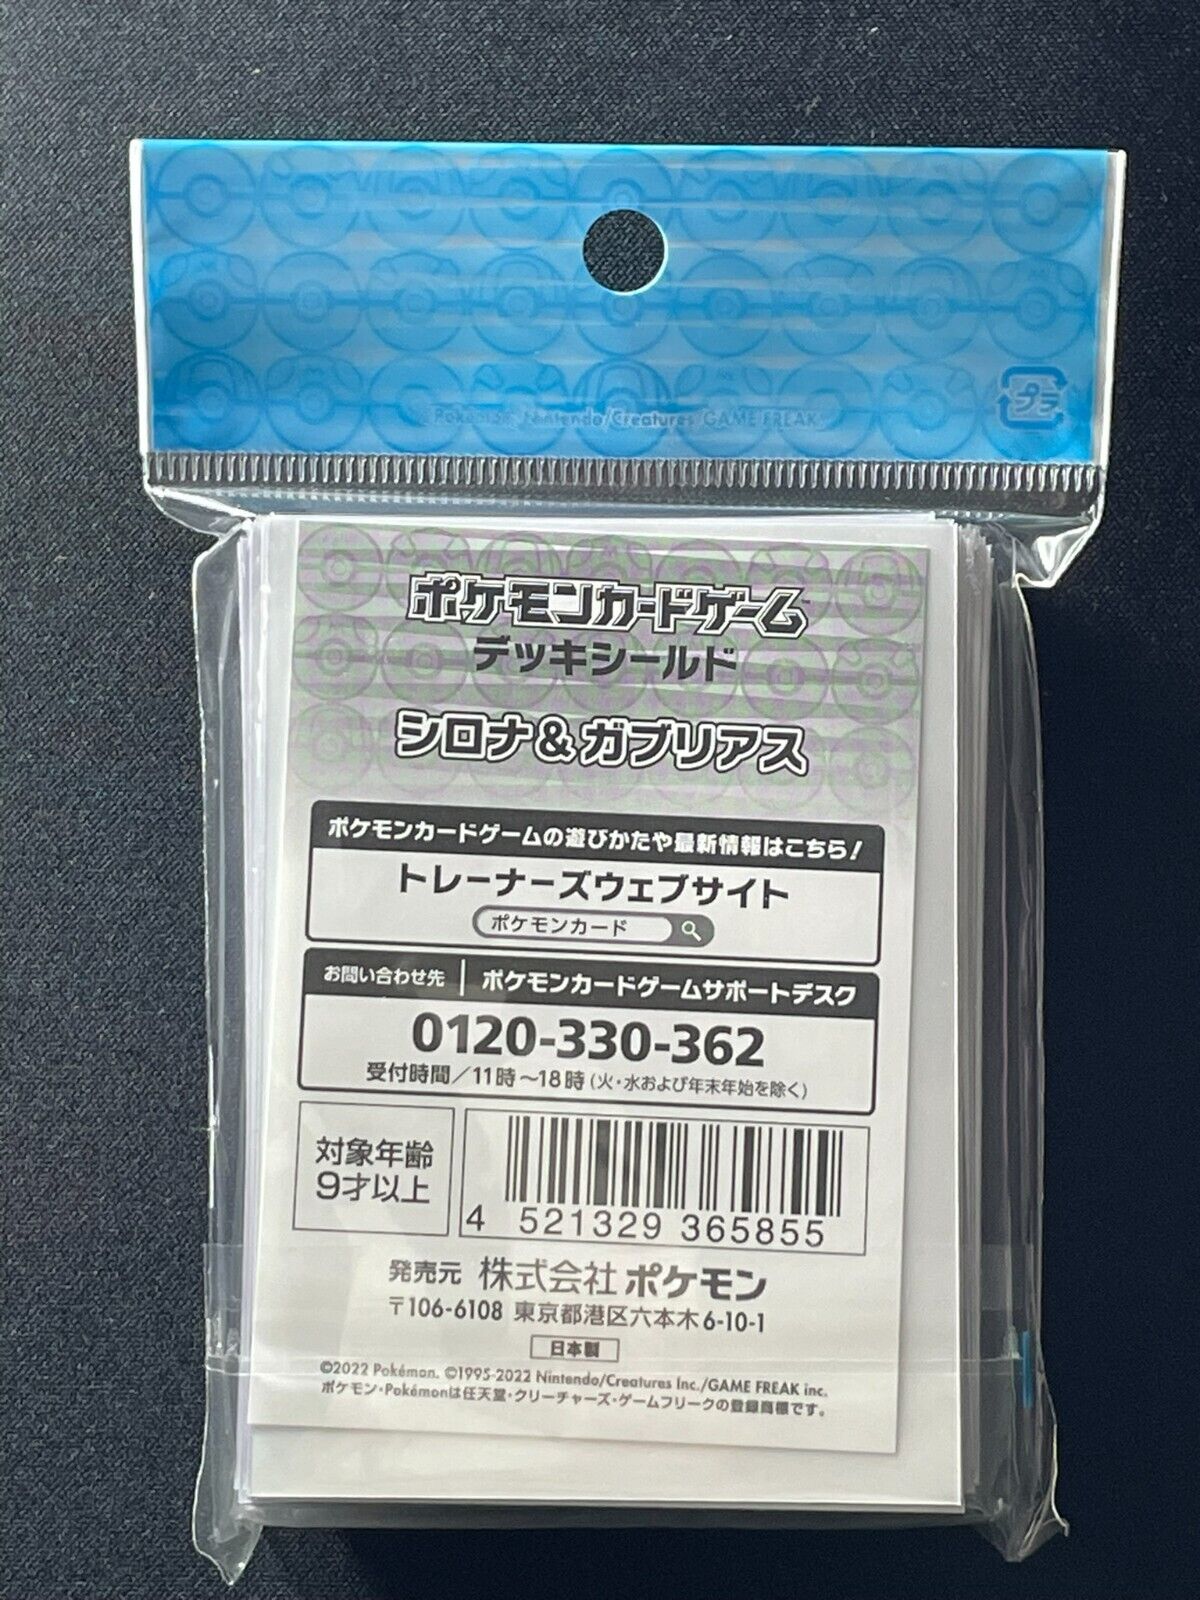 プラ
Pokémon. Nintendo/Creatures /GAME FREAK
ポケモンカードゲーム
デッキシールド
シロナ&ガブリアス
ポケモンカードゲームの遊びかたや最新情報はこちら!
トレーナーズウェブサイト
ポケモンカード
お問い合わせ先 | ポケモンカードゲームサポートデスク
0120-330-362
受付時間/11時~18時(火・水および年末年始を除く)
対象年齢
9才以上
4 521329 365855
発売元 株式会社 ポケモン
〒106-6108 東京都港区六本木6-10-1
日本製
©2022 Pokémon. ©1995-2022 Nintendo/Creatures Inc./GAME FREAK inc.
ポケモン・Pokémonは任天堂・クリーチャーズ・ゲームフリークの登録商標です。